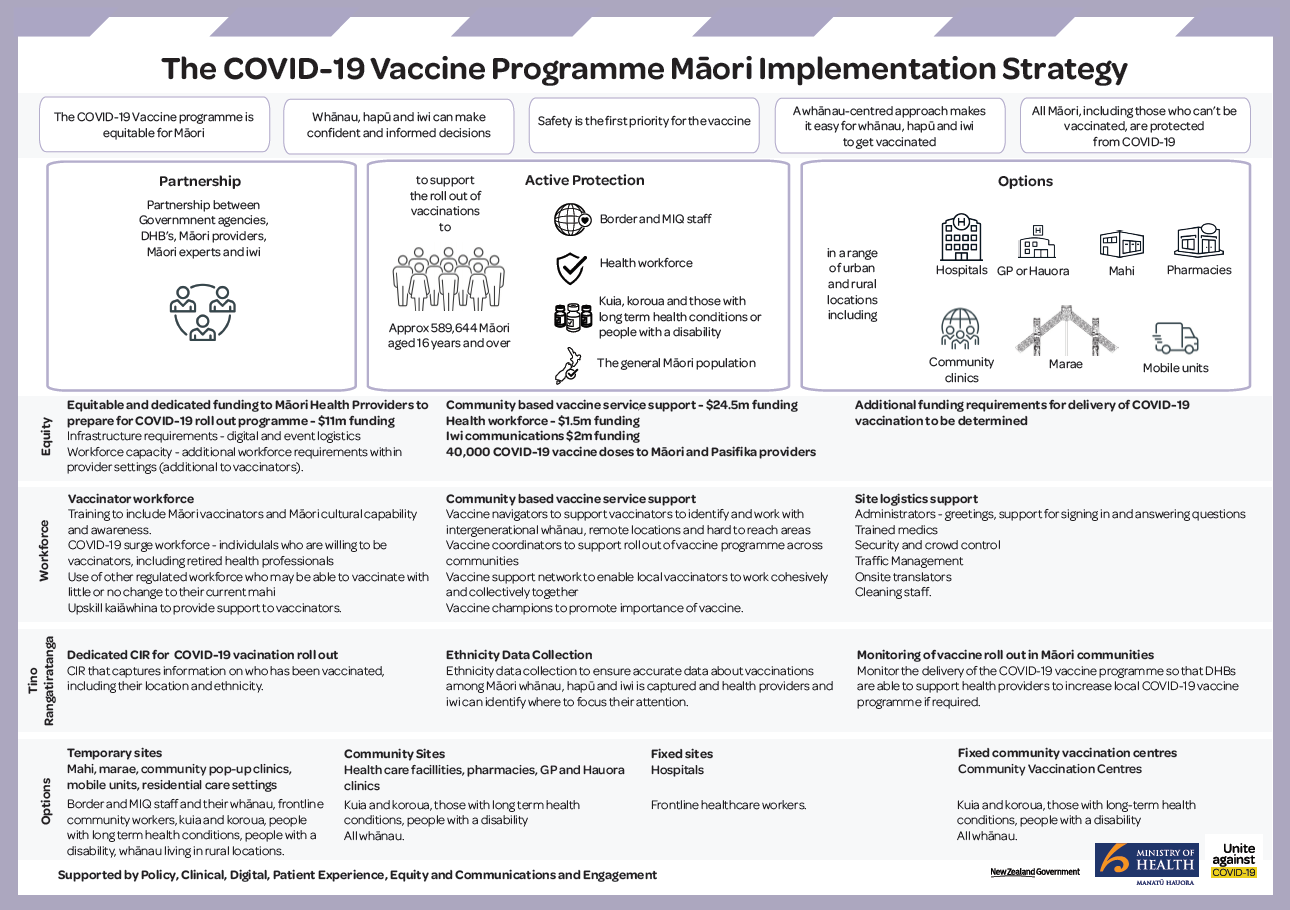 The COVID-19 Vaccine Programme Māori Implementation Strategy
The COVID-19 Vaccine programme is
equitable for Māori
Whānau, hapū and iwi can make
confident and informed decisions
Safety is the first priority for the vaccine
A whānau-centred approach makes
it easy for whānau, hapū and iwi
to get vaccinated
All Māori, including those who can't be
vaccinated, are protected
from COVID-19
Partnership
Partnership between
Governmnent agencies,
DHB's, Māori providers,
Māori experts and iwi
to support
the roll out of
vaccinations
to
Approx 589,644 Māori
aged 16 years and over
Active Protection
Border and MIQ staff
Health workforce
Kuia, koroua and those with
long term health conditions or
people with a disability
The general Māori population
Options
in a range
of urban
and rural
locations
including
H
Hospitals
H
GP or Hauora
Mahi
Pharmacies
Community
clinics
Marae
Mobile units
Equity
Equitable and dedicated funding to Māori Health Providers to
prepare for COVID-19 roll out programme - $11m funding
Infrastructure requirements - digital and event logistics
Workforce capacity - additional workforce requirements within
provider settings (additional to vaccinators).
Community based vaccine service support - $24.5m funding
Health workforce - $1.5m funding
Iwi communications $2m funding
40,000 COVID-19 vaccine doses to Māori and Pasifika providers
Additional funding requirements for delivery of COVID-19
vaccination to be determined
Workforce
Vaccinator workforce
Training to include Māori vaccinators and Māori cultural capability
and awareness.
COVID-19 surge workforce - individulals who are willing to be
vaccinators, including retired health professionals
Use of other regulated workforce who may be able to vaccinate with
little or no change to their current mahi
Upskill kaiāwhina to provide support to vaccinators.
Community based vaccine service support
Vaccine navigators to support vaccinators to identify and work with
intergenerational whānau, remote locations and hard to reach areas
Vaccine coordinators to support roll out of vaccine programme across
communities
Vaccine support network to enable local vaccinators to work cohesively
and collectively together
Vaccine champions to promote importance of vaccine.
Site logistics support
Administrators - greetings, support for signing in and answering questions
Trained medics
Security and crowd control
Traffic Management
Onsite translators
Cleaning staff.
Tino
Rangatiratanga
Dedicated CIR for COVID-19 vacination roll out
CIR that captures information on who has been vaccinated,
including their location and ethnicity.
Ethnicity Data Collection
Ethnicity data collection to ensure accurate data about vaccinations
among Māori whānau, hapū and iwi is captured and health providers and
iwi can identify where to focus their attention.
Monitoring of vaccine roll out in Māori communities
Monitor the delivery of the COVID-19 vaccine programme so that DHBs
are able to support health providers to increase local COVID-19 vaccine
programme if required.
Options
Temporary sites
Mahi, marae, community pop-up clinics,
mobile units, residential care settings
Border and MIQ staff and their whānau, frontline
community workers, kuia and koroua, people
with long term health conditions, people with a
disability, whānau living in rural locations.
Community Sites
Health care facillities, pharmacies, GP and Hauora
clinics
Kuia and koroua, those with long term health
conditions, people with a disability
All whānau.
Fixed sites
Hospitals
Frontline healthcare workers.
Fixed community vaccination centres
Community Vaccination Centres
Kuia and koroua, those with long-term health
conditions, people with a disability
All whānau.
Supported by Policy, Clinical, Digital, Patient Experience, Equity and Communications and Engagement
New Zealand Government
MINISTRY OF
HEALTH
MANATŪ HAUORA
Unite
against
COVID-19